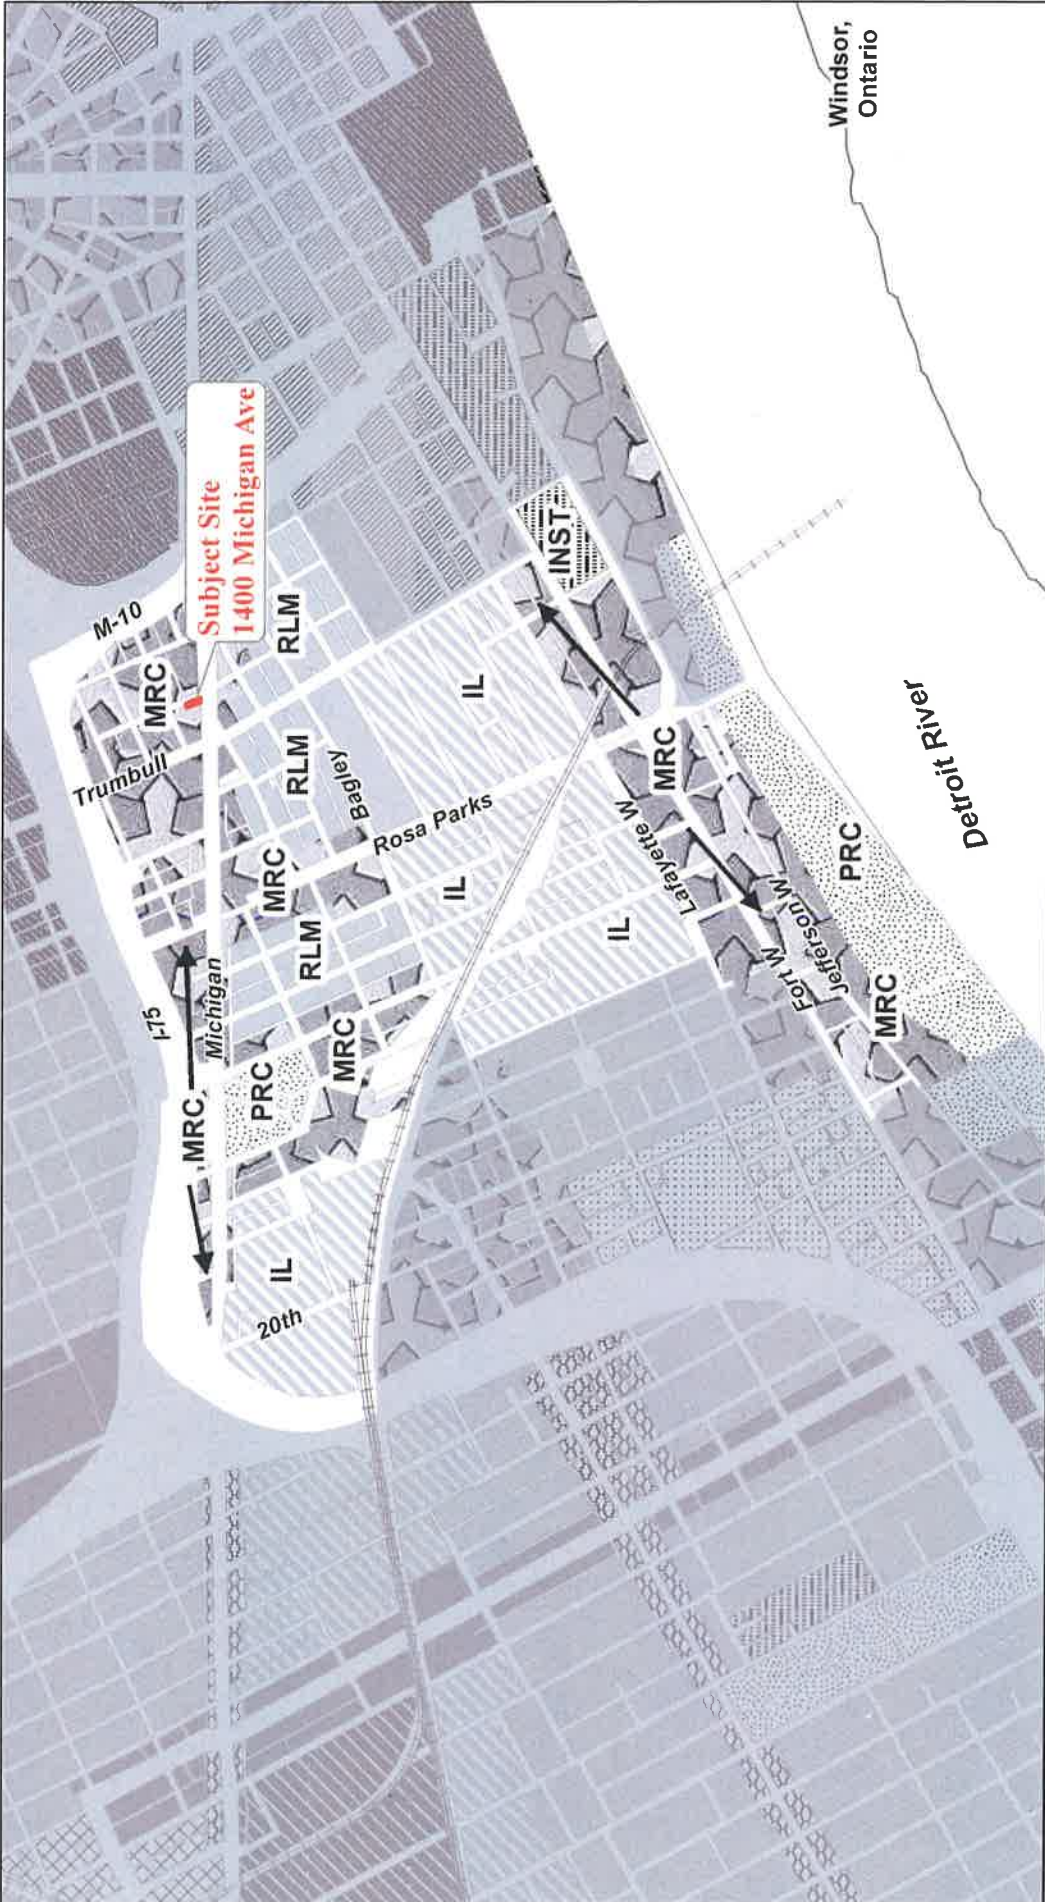 M-10
Trumbull
MRC
I-75
MRC
Subject Site
1400 Michigan Ave
Michigan
PRC
MRC
20th
IL
RLM
RLM
RLM
MRC
Bagley
Rosa Parks
IL
IL
INST
IL
Lafayette W
MRC
Fort W
Jefferson W
PRC
MRC
Windsor,
Ontario
Detroit River